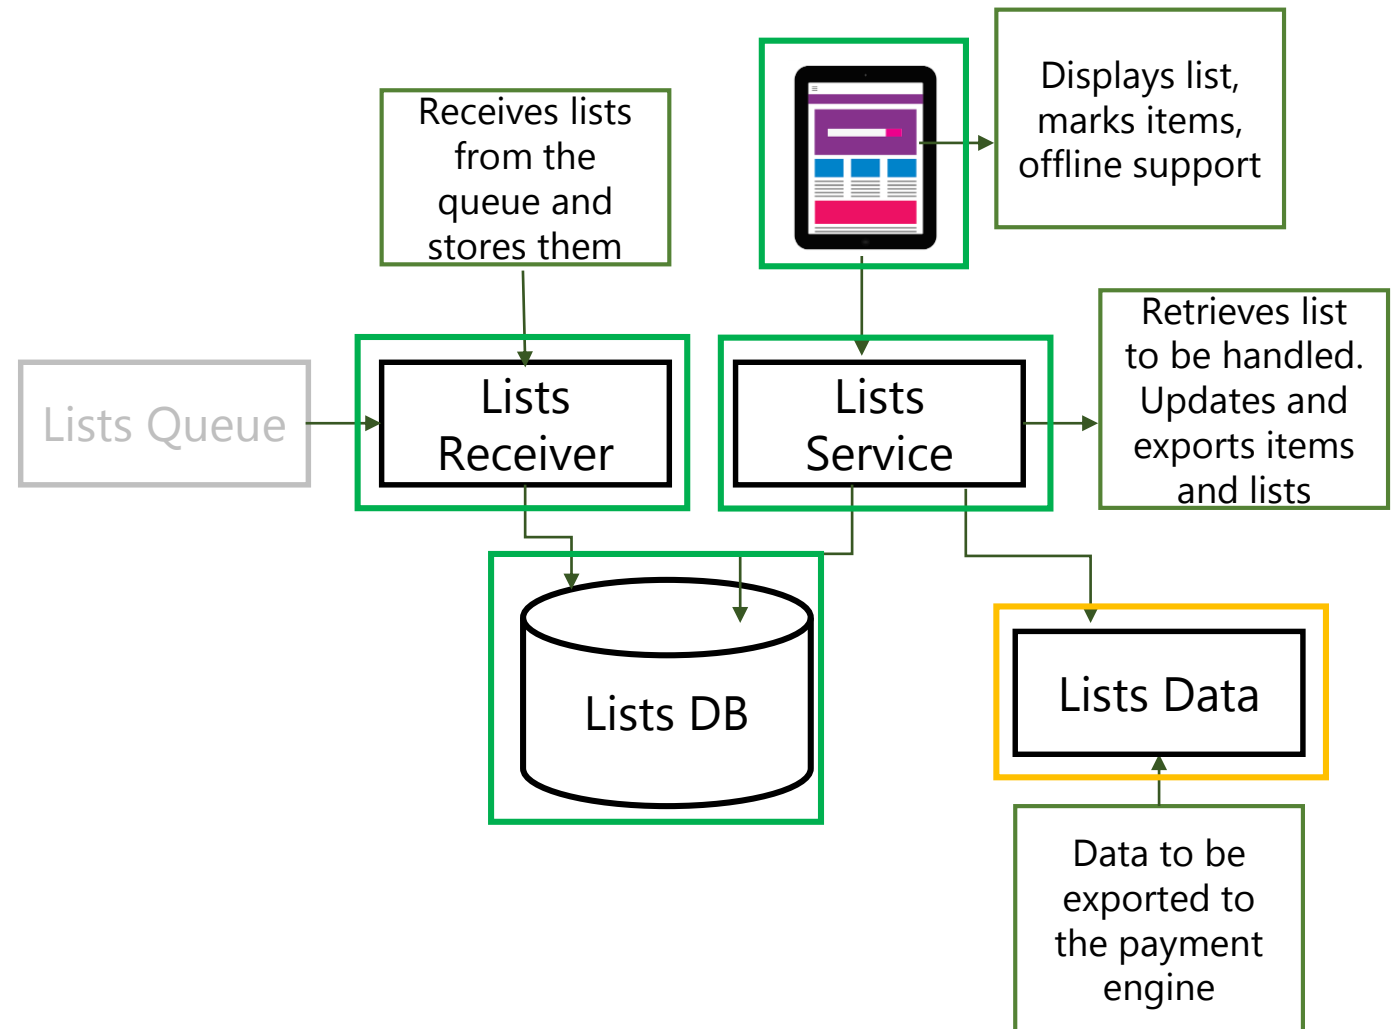 Displays list,
marks items,
offline support
Receives lists
from the
queue and
stores them
Retrieves list
to be handled.
Updates and
exports items
and lists
Lists Queue
Lists
Receiver
Lists
Service
Lists DB
Lists Data
Data to be
exported to
the payment
engine